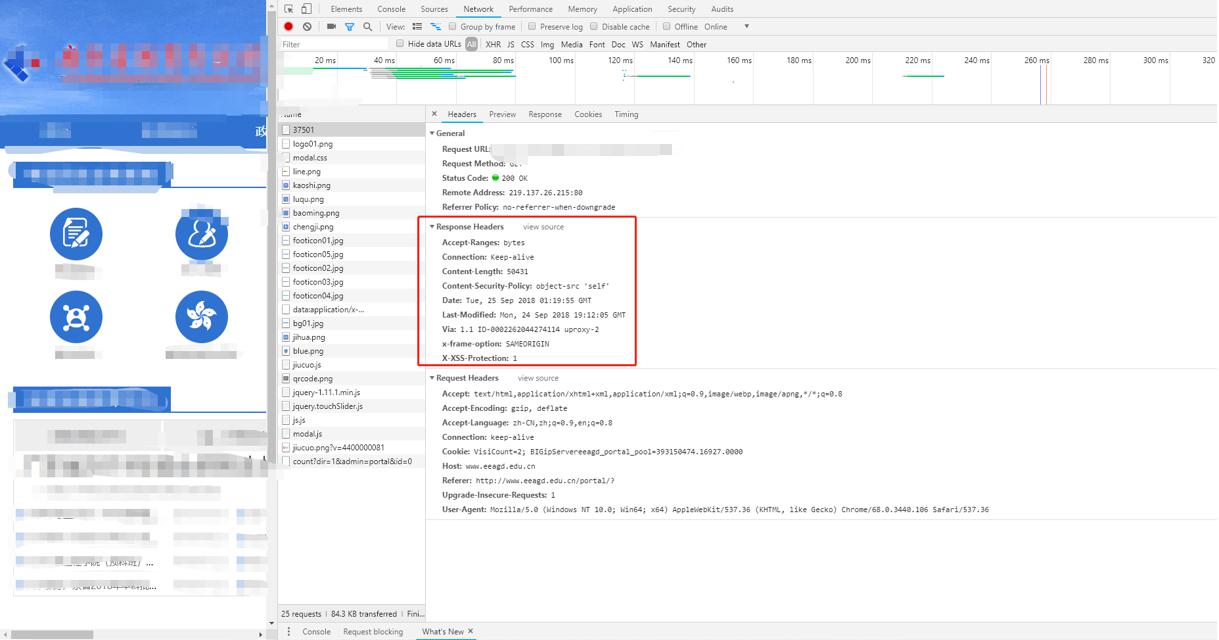 Elements Console Sources Network Performance Memory Application Security Audits
View: Group by frame Preserve log Disable cache Offline Online
Filter Hide data URLs All XHR JS CSS Img Media Font Doc WS Manifest Other
20 ms 40 ms 60 ms 80 ms 100 ms 120 ms 140 ms 160 ms 180 ms 200 ms 220 ms 240 ms 260 ms 280 ms 300 ms 320
政
Headers Preview Response Cookies Timing
37501
logo01.png
modal.css
line.png
kaoshi.png
luqu.png
baoming.png
chengji.png
footicon01.jpg
footicon05.jpg
footicon02.jpg
footicon03.jpg
footicon04.jpg
data:application/x-...
bg01.jpg
jihua.png
blue.png
jiucuo.js
qrcode.png
jquery-1.11.1.min.js
jquery.touchSlider.js
js.js
modal.js
jiucuo.png?v=4400000081
count?dir=1&admin=portal&id=0
25 requests | 84.3 KB transferred | Fini...
General
Request URL:
Request Method:
Status Code: 200 OK
Remote Address: 219.137.26.215:80
Referrer Policy: no-referrer-when-downgrade
Response Headers view source
Accept-Ranges: bytes
Connection: Keep-alive
Content-Length: 50431
Content-Security-Policy: object-src 'self'
Date: Tue, 25 Sep 2018 01:19:55 GMT
Last-Modified: Mon, 24 Sep 2018 19:12:05 GMT
Via: 1.1 ID-0002262044274114 uproxy-2
x-frame-option: SAMEORIGIN
X-XSS-Protection: 1
Request Headers view source
Accept: text/html,application/xhtml+xml,application/xml;q=0.9,image/webp,image/apng,*/*;q=0.8
Accept-Encoding: gzip, deflate
Accept-Language: zh-CN,zh;q=0.9,en;q=0.8
Connection: keep-alive
Cookie: VisiCount=2; BIGipServereeagd_portal_pool=393150474.16927.0000
Host: www.eeagd.edu.cn
Referer: http://www.eeagd.edu.cn/portal/?
Upgrade-Insecure-Requests: 1
User-Agent: Mozilla/5.0 (Windows NT 10.0; Win64; x64) AppleWebKit/537.36 (KHTML, like Gecko) Chrome/68.0.3440.106 Safari/537.36
Console Request blocking What's New